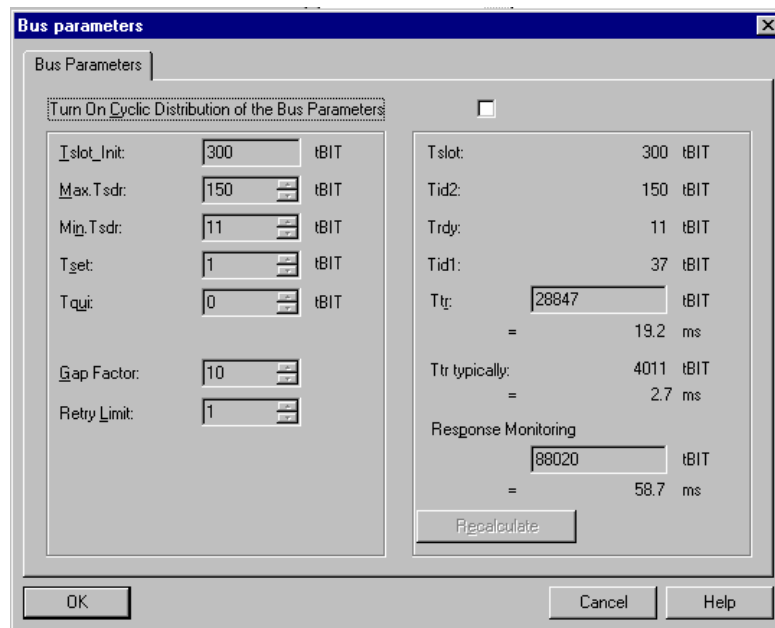 Bus parameters
Bus Parameters
Turn On Cyclic Distribution of the Bus Parameters
Tslot_Init: 300 tBIT
Max.Tsdr: 150 tBIT
Min.Tsdr: 11 tBIT
Tset: 1 tBIT
Tqui: 0 tBIT
Gap Factor: 10
Retry Limit: 1
Tslot: 300 tBIT
Tid2: 150 tBIT
Trdy: 11 tBIT
Tid1: 37 tBIT
Ttr: 28847 tBIT
= 19.2 ms
Ttr typically: 4011 tBIT
= 2.7 ms
Response Monitoring
88020 tBIT
= 58.7 ms
Recalculate
OK Cancel Help